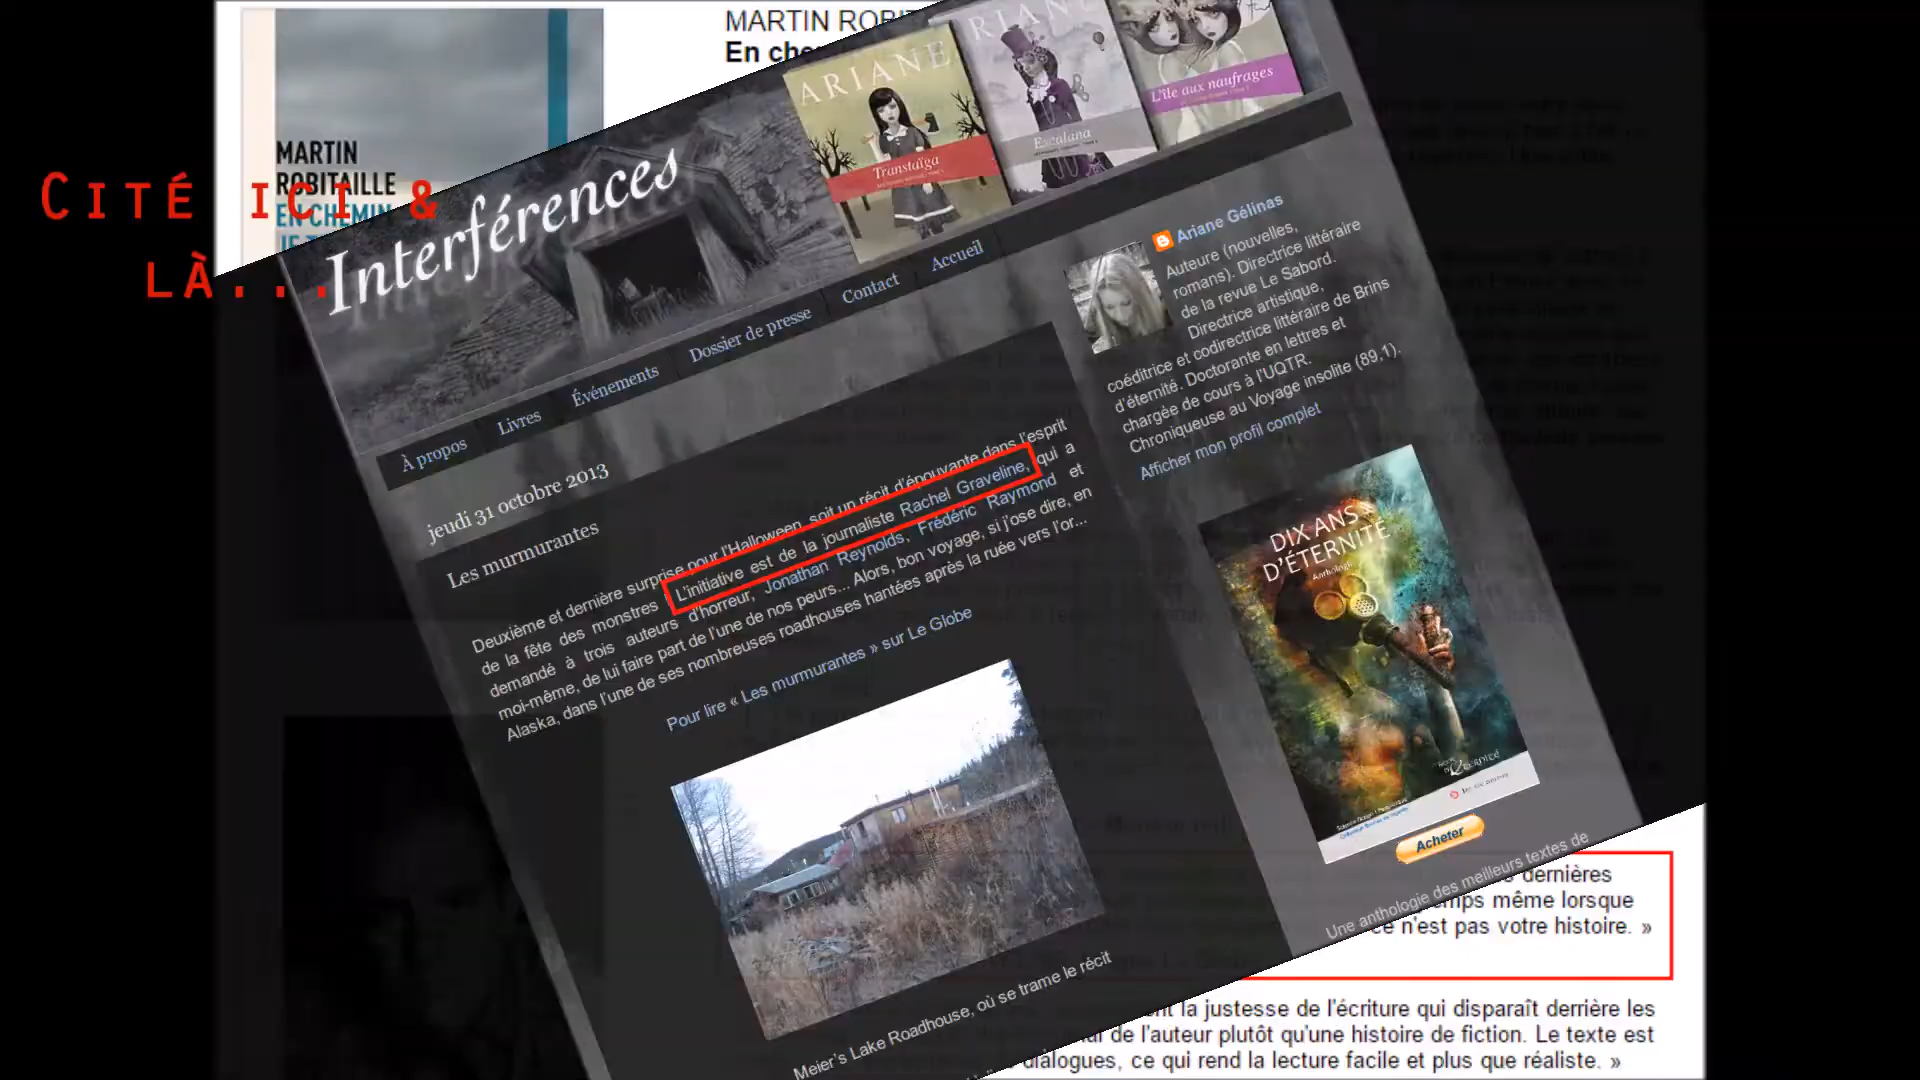 MARTIN ROBIT
En che
MARTIN
ROBITAILLE
EN CHEMIN
CITÉ ICI &
LÀ...
Interférences
ARIANE
Transtaïga
Escalana
L'île aux naufrages
À propos
Livres
Événements
Dossier de presse
Contact
Accueil
jeudi 31 octobre 2013
Les murmurantes
Deuxième et dernière surprise pour l'Halloween, soit un récit d'épouvante dans l'esprit
de la fête des monstres L'initiative est de la journaliste Rachel Graveline, qui a
demandé à trois auteurs d'horreur, Jonathan Reynolds, Frédéric Raymond et
moi-même, de lui faire part de l'une de nos peurs... Alors, bon voyage, si j'ose dire, en
Alaska, dans l'une de ses nombreuses roadhouses hantées après la ruée vers l'or...
Pour lire « Les murmurantes » sur Le Globe
Meier's Lake Roadhouse, où se trame le récit
Ariane Gélinas
Auteure (nouvelles,
romans). Directrice littéraire
de la revue Le Sabord.
Directrice artistique,
coéditrice et codirectrice littéraire de Brins
d'éternité. Doctorante en lettres et
chargée de cours à l'UQTR.
Chroniqueuse au Voyage insolite (89,1).
Afficher mon profil complet
DIX ANS
D'ÉTERNITÉ
Anthologie
Acheter
Une anthologie des meilleurs textes de
dernières
mps même lorsque
ce n'est pas votre histoire. »
la justesse de l'écriture qui disparaît derrière les
de l'auteur plutôt qu'une histoire de fiction. Le texte est
dialogues, ce qui rend la lecture facile et plus que réaliste. »